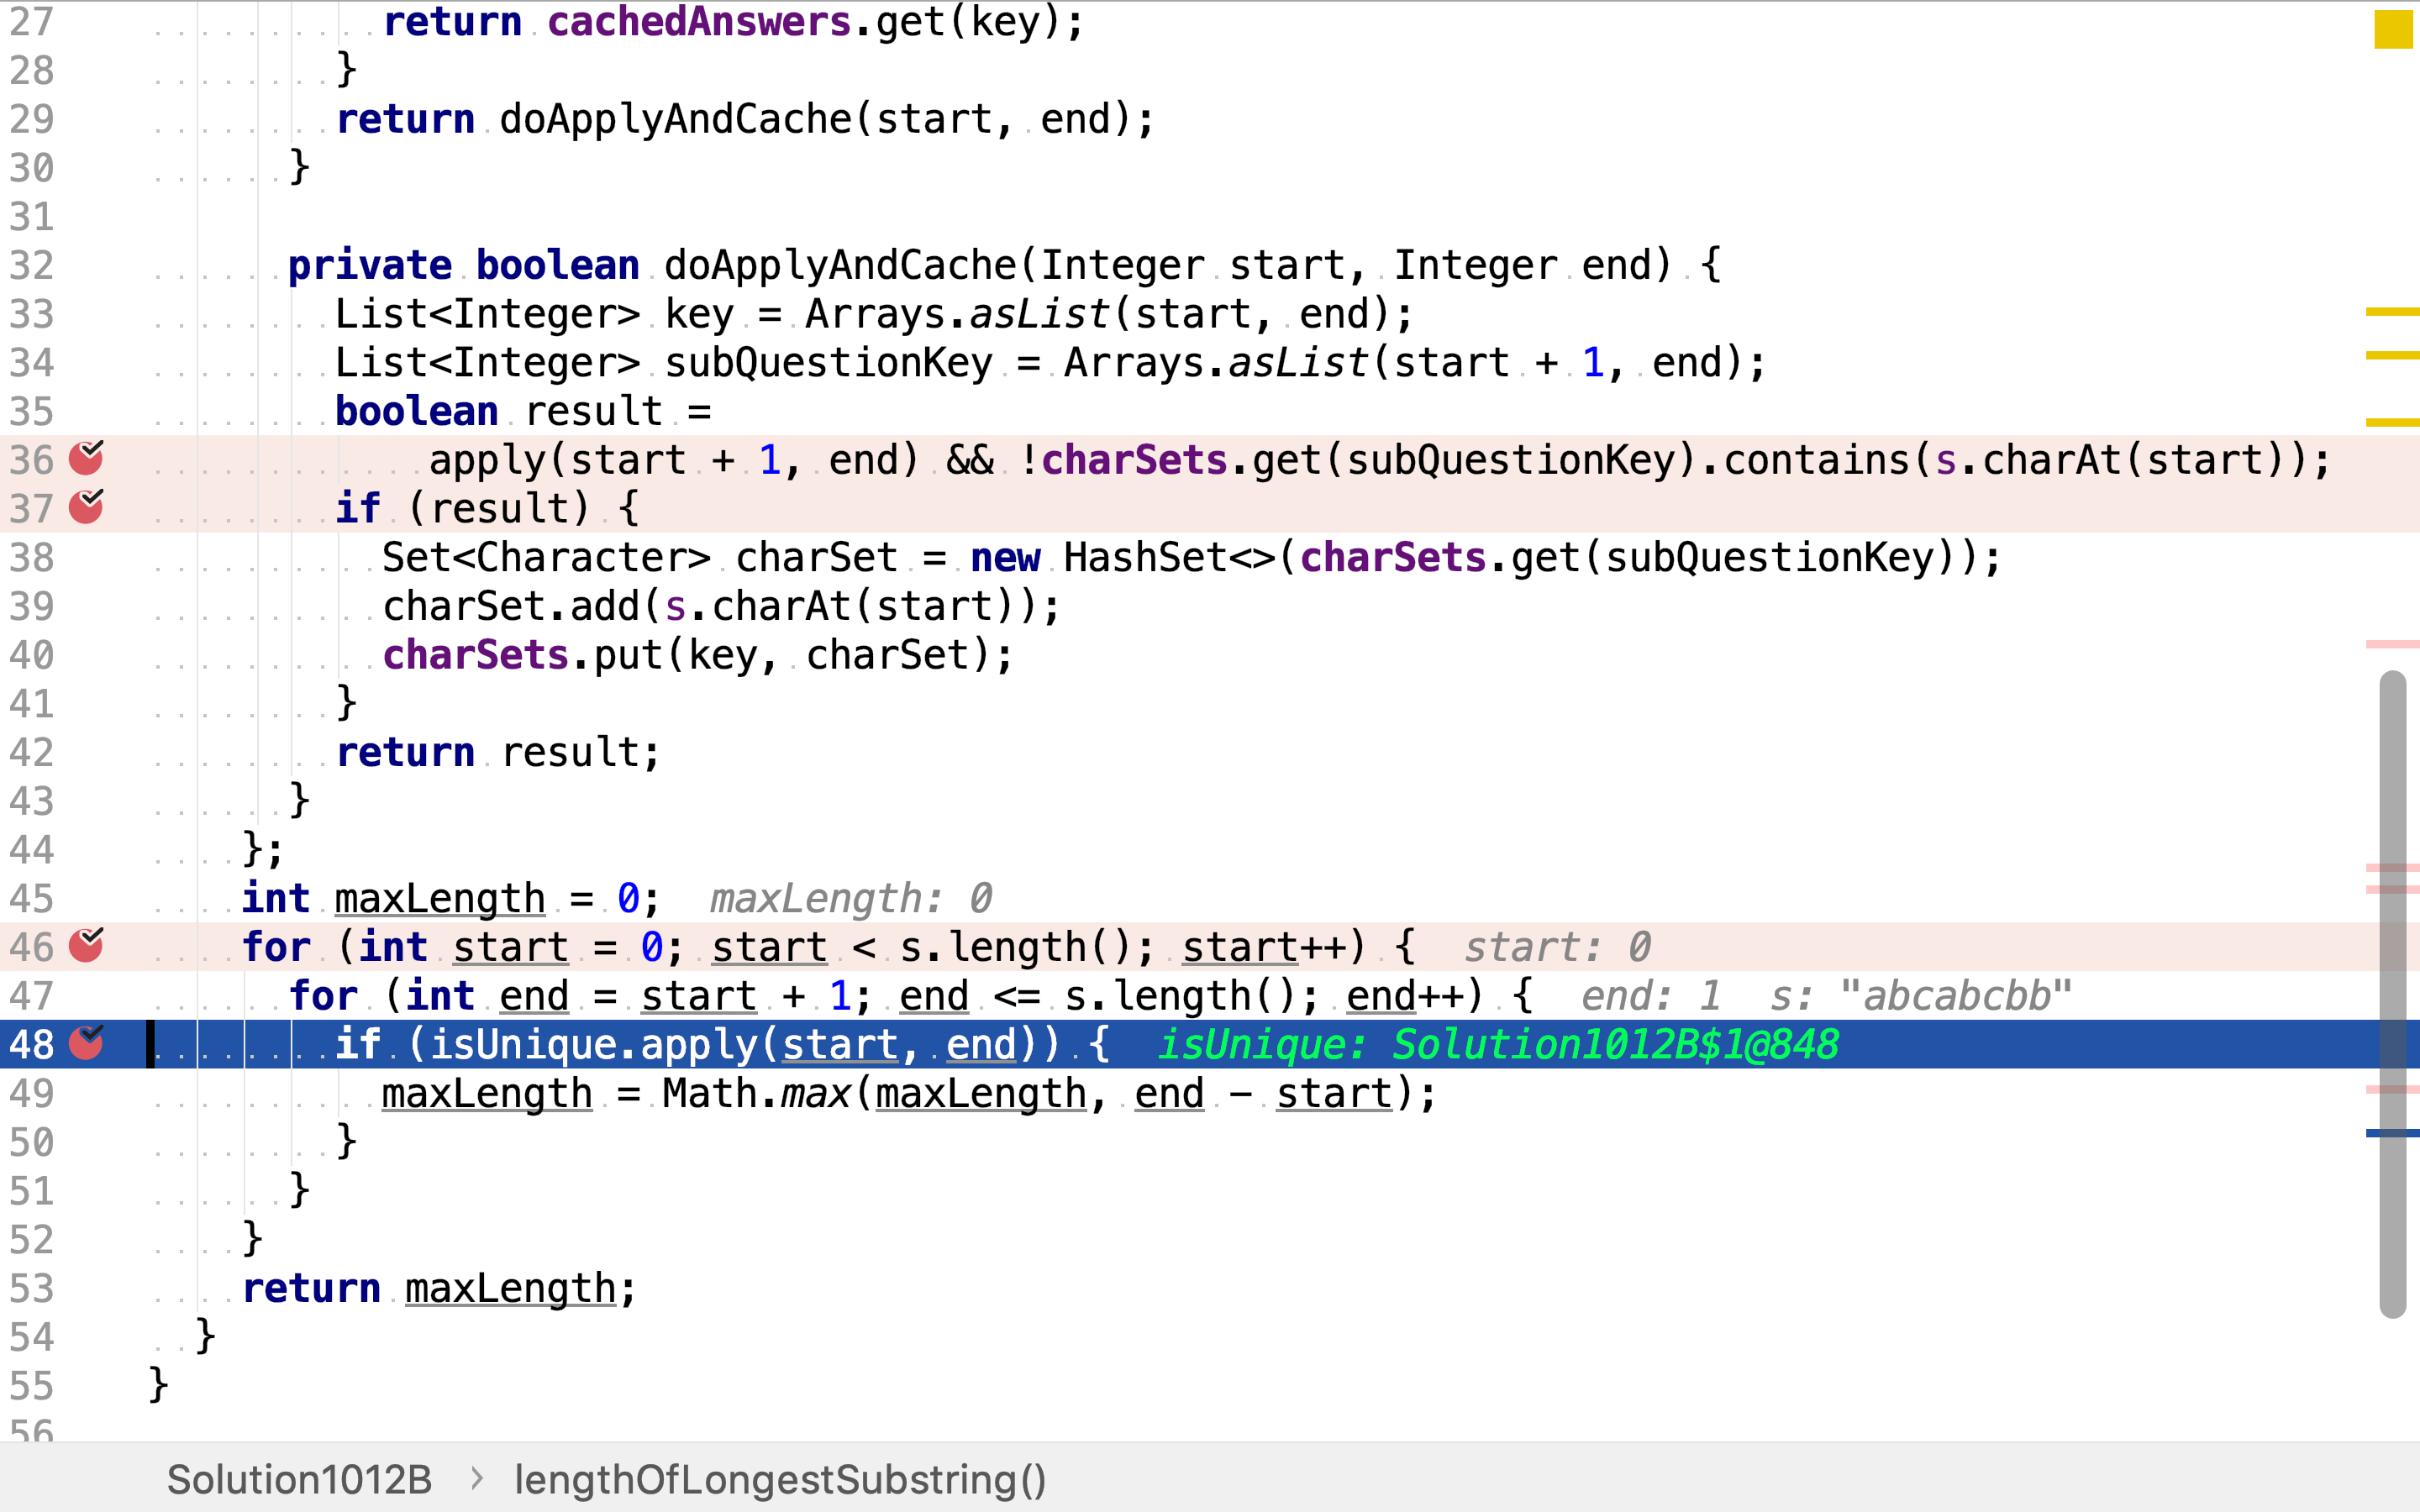 27 return cachedAnswers.get(key);
28 }
29 return doApplyAndCache(start, end);
30 }
31
32 private boolean doApplyAndCache(Integer start, Integer end) {
33 List<Integer> key = Arrays.asList(start, end);
34 List<Integer> subQuestionKey = Arrays.asList(start + 1, end);
35 boolean result =
36 apply(start + 1, end) && !charSets.get(subQuestionKey).contains(s.charAt(start));
37 if (result) {
38 Set<Character> charSet = new HashSet<>(charSets.get(subQuestionKey));
39 charSet.add(s.charAt(start));
40 charSets.put(key, charSet);
41 }
42 return result;
43 }
44 };
45 int maxLength = 0; maxLength: 0
46 for (int start = 0; start < s.length(); start++) { start: 0
47 for (int end = start + 1; end <= s.length(); end++) { end: 1 s: "abcabcbb"
48 if (isUnique.apply(start, end)) { isUnique: Solution1012B$1@848
49 maxLength = Math.max(maxLength, end - start);
50 }
51 }
52 }
53 return maxLength;
54 }
55 }
56
Solution1012B > lengthOfLongestSubstring()